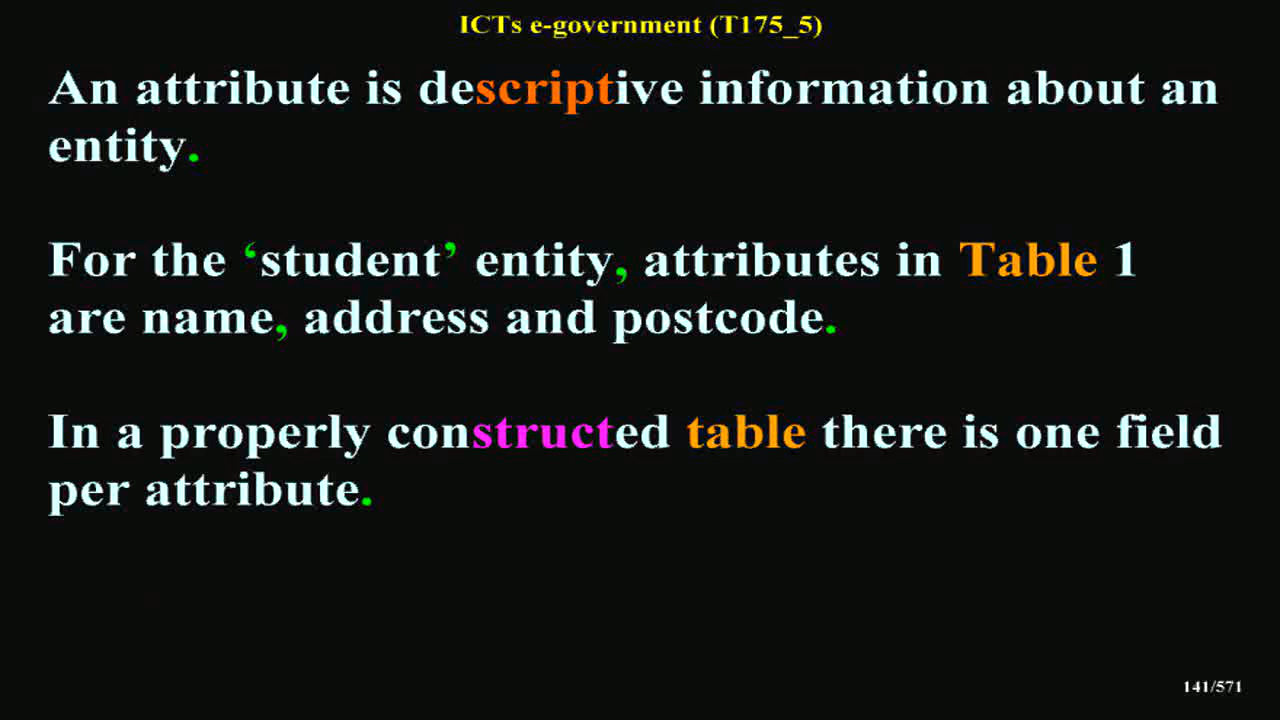 ICTs e-government (T175_5)
An attribute is descriptive information about an
entity.
For the ‘student’ entity, attributes in Table 1
are name, address and postcode.
In a properly constructed table there is one field
per attribute.
141/571